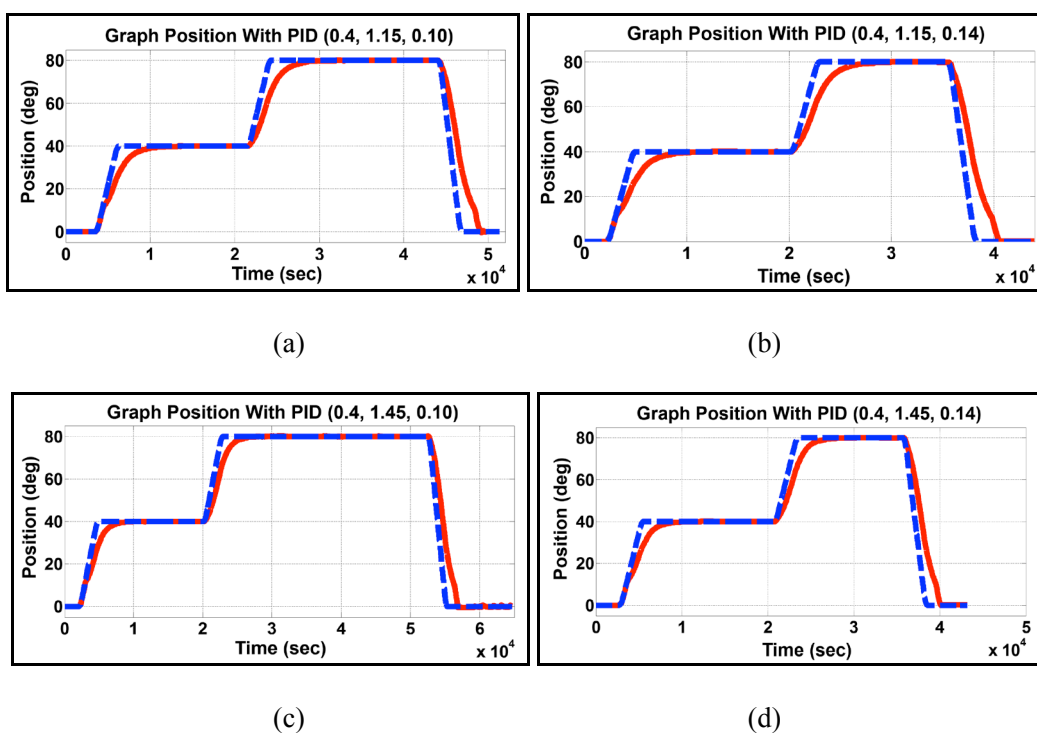 Graph Position With PID (0.4, 1.15, 0.10)
Position (deg)
80
60
40
20
0
0 1 2 3 4 5
x 10^4
Time (sec)
(a)
Graph Position With PID (0.4, 1.15, 0.14)
Position (deg)
80
60
40
20
0
0 1 2 3 4
x 10^4
Time (sec)
(b)
Graph Position With PID (0.4, 1.45, 0.10)
Position (deg)
80
60
40
20
0
0 1 2 3 4 5 6
x 10^4
Time (sec)
(c)
Graph Position With PID (0.4, 1.45, 0.14)
Position (deg)
80
60
40
20
0
0 1 2 3 4 5
x 10^4
Time (sec)
(d)